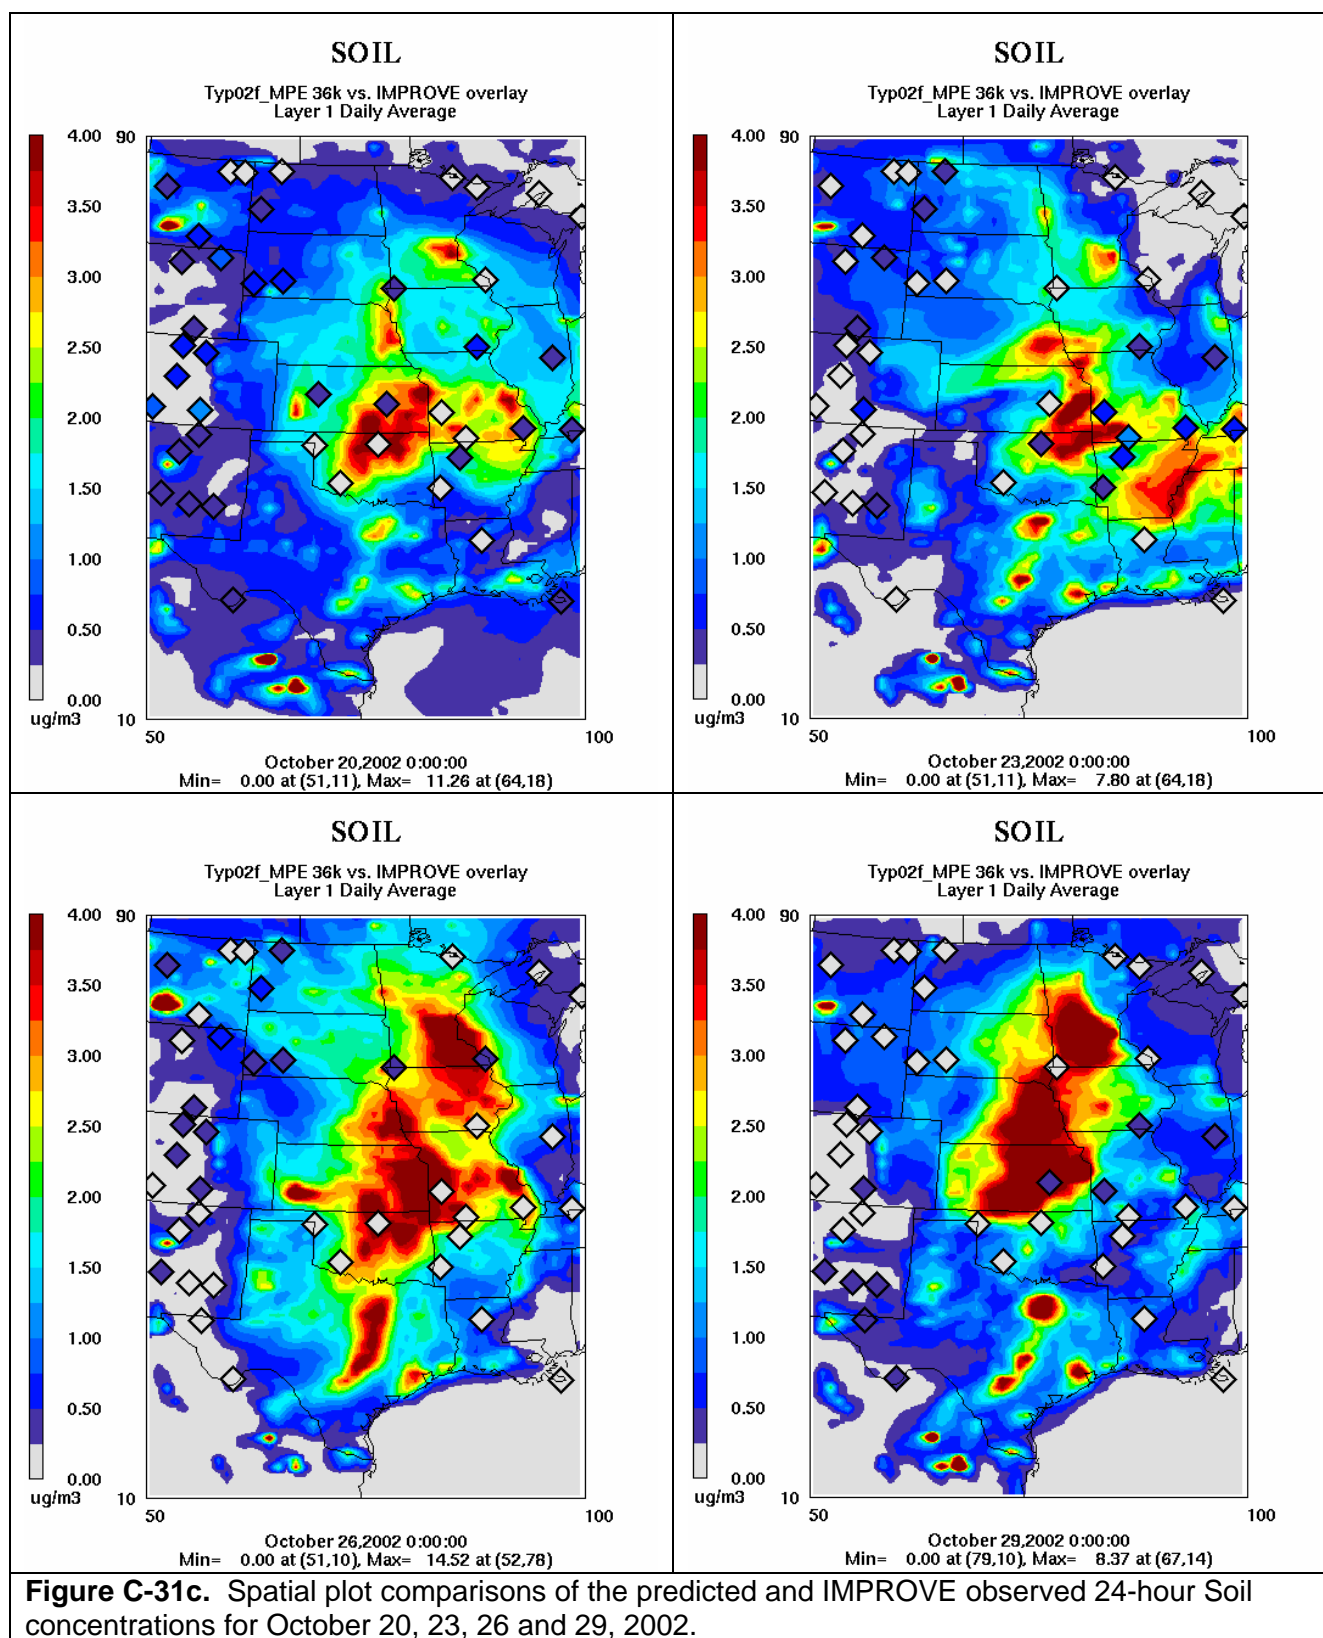 SOIL
Typ02f_MPE 36k vs. IMPROVE overlay
Layer 1 Daily Average
4.00
3.50
3.00
2.50
2.00
1.50
1.00
0.50
0.00
ug/m3
90
10
50
100
October 20,2002 0:00:00
Min= 0.00 at (51,11), Max= 11.26 at (64,18)
SOIL
Typ02f_MPE 36k vs. IMPROVE overlay
Layer 1 Daily Average
4.00
3.50
3.00
2.50
2.00
1.50
1.00
0.50
0.00
ug/m3
90
10
50
100
October 23,2002 0:00:00
Min= 0.00 at (51,11), Max= 7.80 at (64,18)
SOIL
Typ02f_MPE 36k vs. IMPROVE overlay
Layer 1 Daily Average
4.00
3.50
3.00
2.50
2.00
1.50
1.00
0.50
0.00
ug/m3
90
10
50
100
October 26,2002 0:00:00
Min= 0.00 at (51,10), Max= 14.52 at (52,78)
SOIL
Typ02f_MPE 36k vs. IMPROVE overlay
Layer 1 Daily Average
4.00
3.50
3.00
2.50
2.00
1.50
1.00
0.50
0.00
ug/m3
90
10
50
100
October 29,2002 0:00:00
Min= 0.00 at (79,10), Max= 8.37 at (67,14)
Figure C-31c. Spatial plot comparisons of the predicted and IMPROVE observed 24-hour Soil
concentrations for October 20, 23, 26 and 29, 2002.